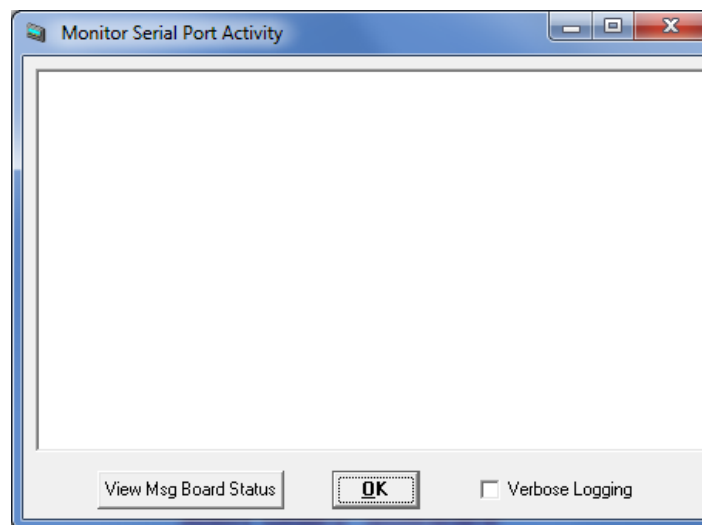 Monitor Serial Port Activity
View Msg Board Status
OK
Verbose Logging